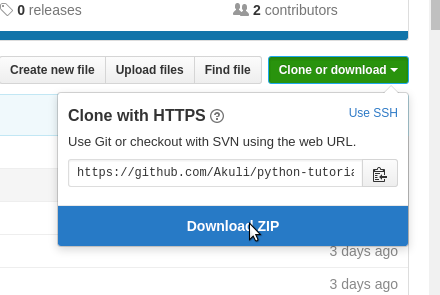 0 releases
2 contributors
Create new file
Upload files
Find file
Clone or download
Clone with HTTPS
Use SSH
Use Git or checkout with SVN using the web URL.
https://github.com/Akuli/python-tutoria
Download ZIP
3 days ago
3 days ago